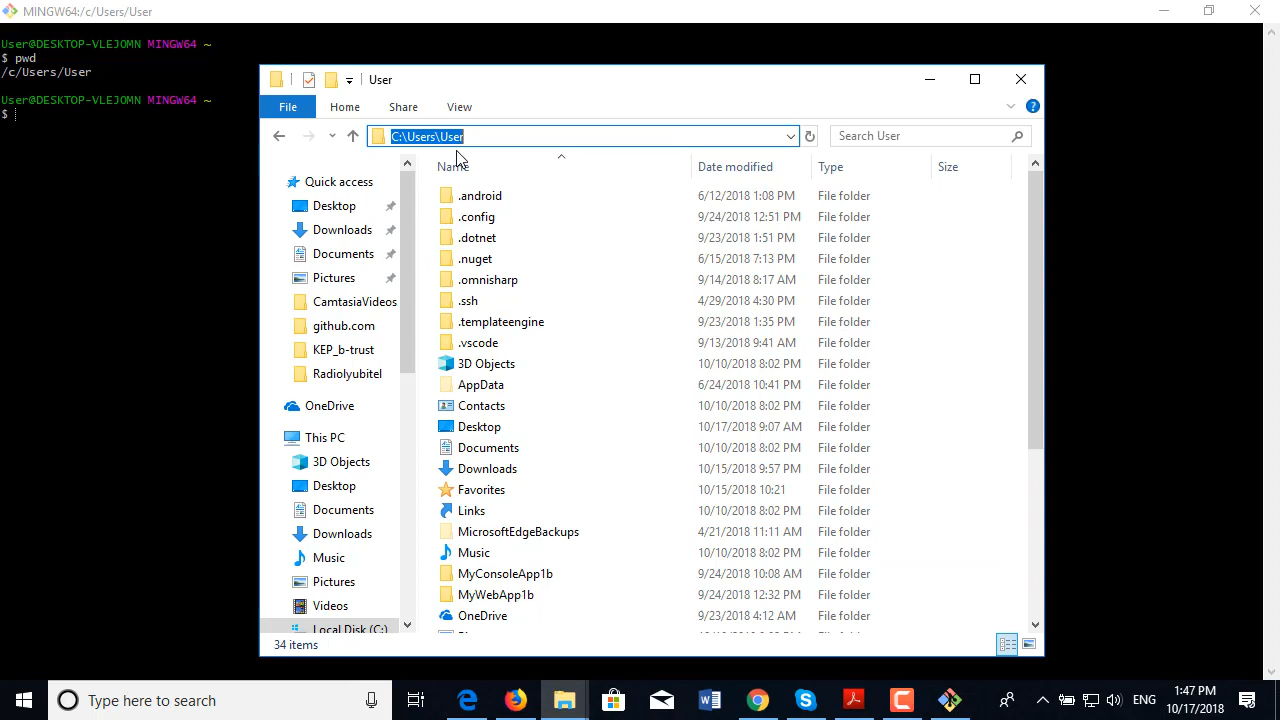 MINGW64:/c/Users/User
User@DESKTOP-VLEJOMN MINGW64 ~
$ pwd
/c/Users/User
User@DESKTOP-VLEJOMN MINGW64 ~
$
User
File Home Share View
C:\Users\User
Search User
Quick access
Desktop
Downloads
Documents
Pictures
CamtasiaVideos
github.com
KEP_b-trust
Radiolyubitel
OneDrive
This PC
3D Objects
Desktop
Documents
Downloads
Music
Pictures
Videos
Local Disk (C:)
Name Date modified Type Size
.android 6/12/2018 1:08 PM File folder
.config 9/24/2018 12:51 PM File folder
.dotnet 9/23/2018 1:51 PM File folder
.nuget 6/15/2018 7:13 PM File folder
.omnisharp 9/14/2018 8:17 AM File folder
.ssh 4/29/2018 4:30 PM File folder
.templateengine 9/23/2018 1:35 PM File folder
.vscode 9/13/2018 9:41 AM File folder
3D Objects 10/10/2018 8:02 PM File folder
AppData 6/24/2018 10:41 PM File folder
Contacts 10/10/2018 8:02 PM File folder
Desktop 10/17/2018 9:07 AM File folder
Documents 10/10/2018 8:02 PM File folder
Downloads 10/15/2018 9:57 PM File folder
Favorites 10/15/2018 10:21 File folder
Links 10/10/2018 8:02 PM File folder
MicrosoftEdgeBackups 4/21/2018 11:11 AM File folder
Music 10/10/2018 8:02 PM File folder
MyConsoleApp1b 9/24/2018 10:08 AM File folder
MyWebApp1b 9/24/2018 12:32 PM File folder
OneDrive 9/23/2018 4:12 AM File folder
34 items
Type here to search
ENG
1:47 PM
10/17/2018